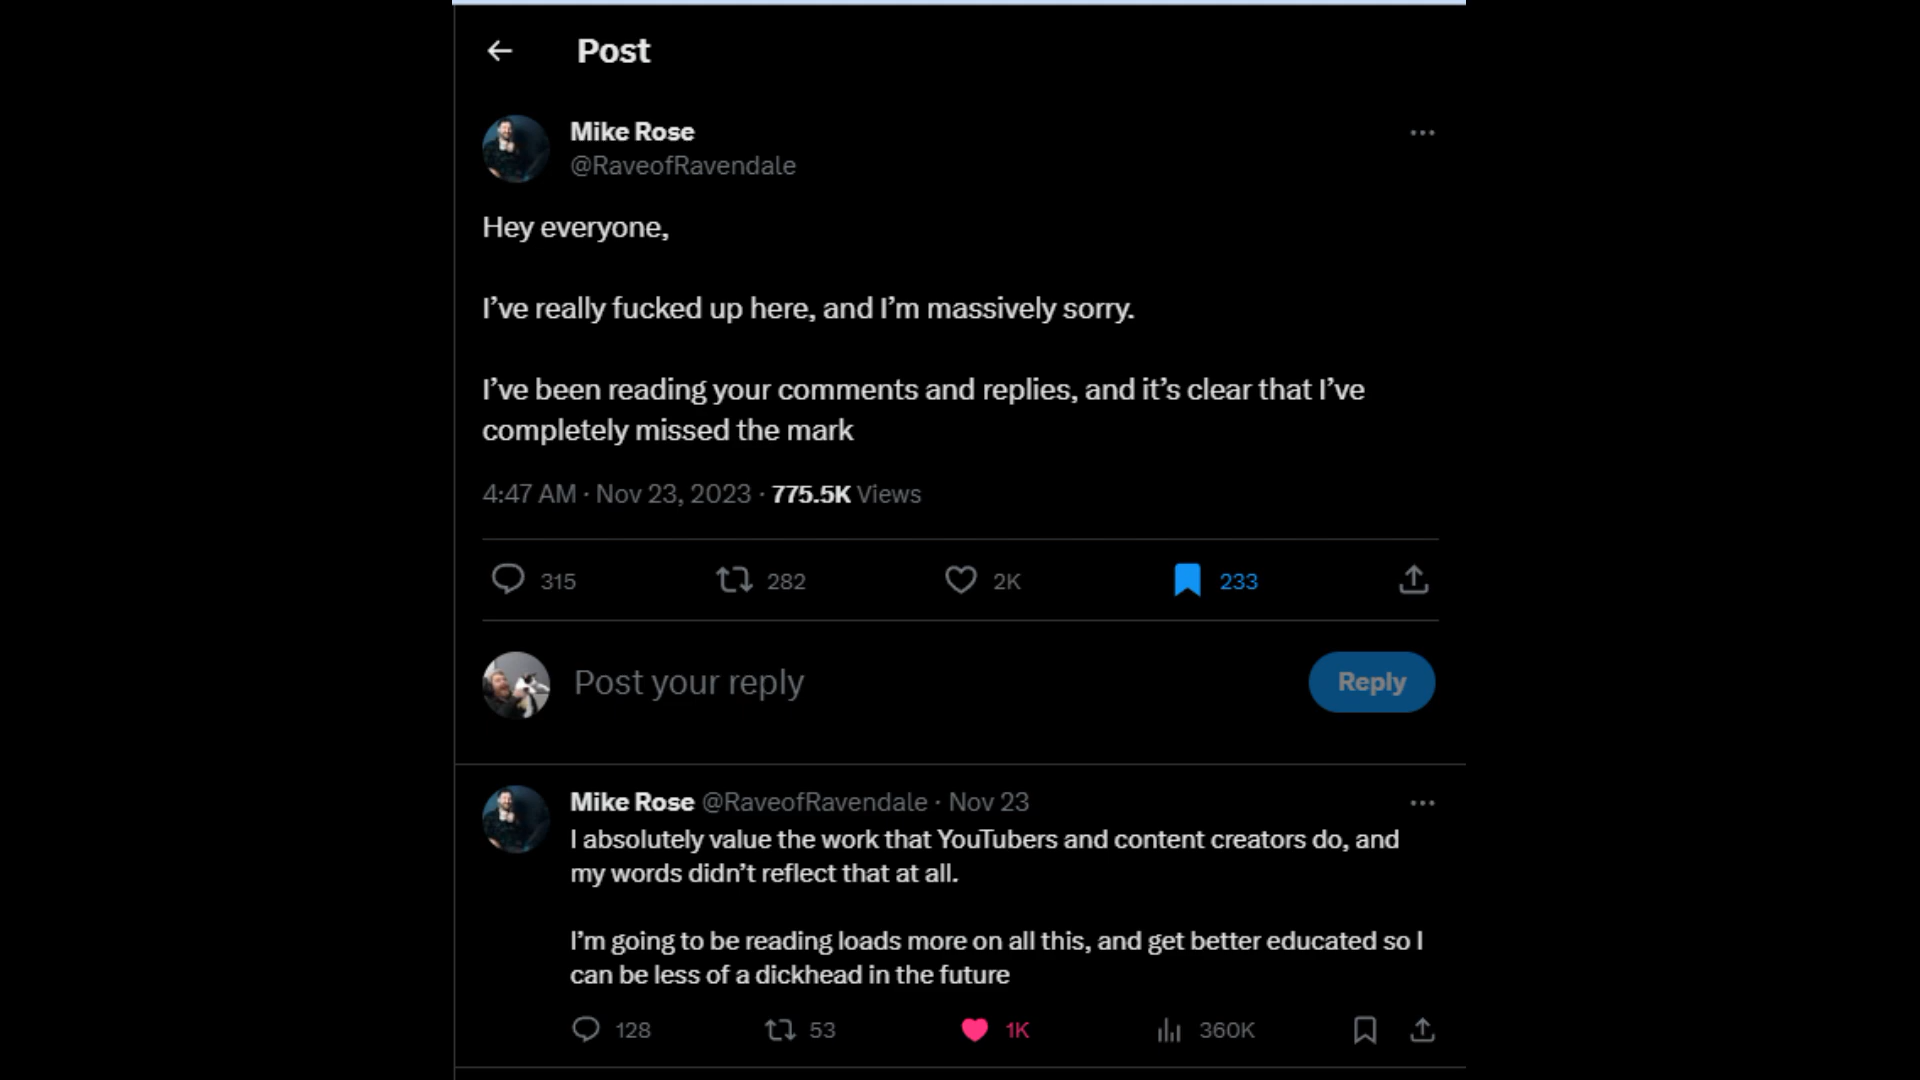 Post
Mike Rose
@RaveofRavendale
Hey everyone,
I’ve really fucked up here, and I’m massively sorry.
I’ve been reading your comments and replies, and it’s clear that I’ve
completely missed the mark
4:47 AM · Nov 23, 2023 · 775.5K Views
315 282 2K 233
Post your reply Reply
Mike Rose @RaveofRavendale · Nov 23
I absolutely value the work that YouTubers and content creators do, and
my words didn’t reflect that at all.
I’m going to be reading loads more on all this, and get better educated so I
can be less of a dickhead in the future
128 53 1K 360K